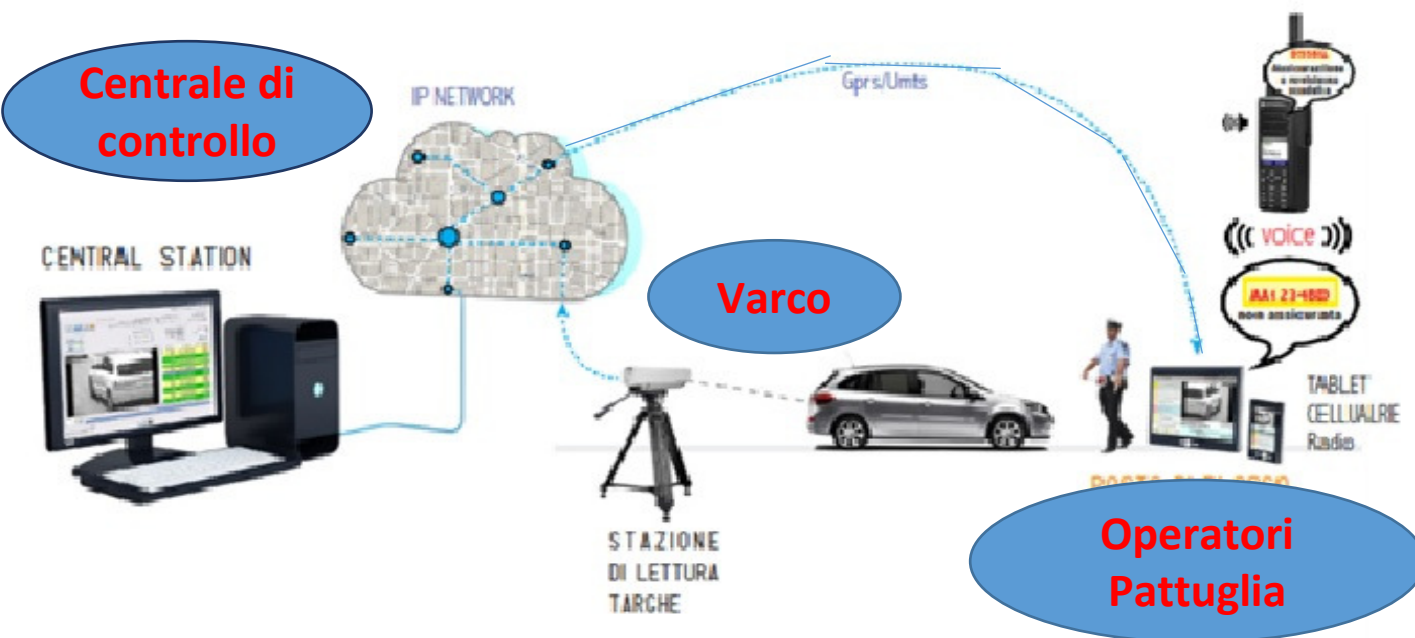 Centrale di
controllo
IP NETWORK
Gprs/Umts
CENTRAL STATION
Varco
((( voice )))
non assicurata
TABLET
CELLUALRIE
Radio
STAZIONE
DI LETTURA
TARGHE
Operatori
Pattuglia